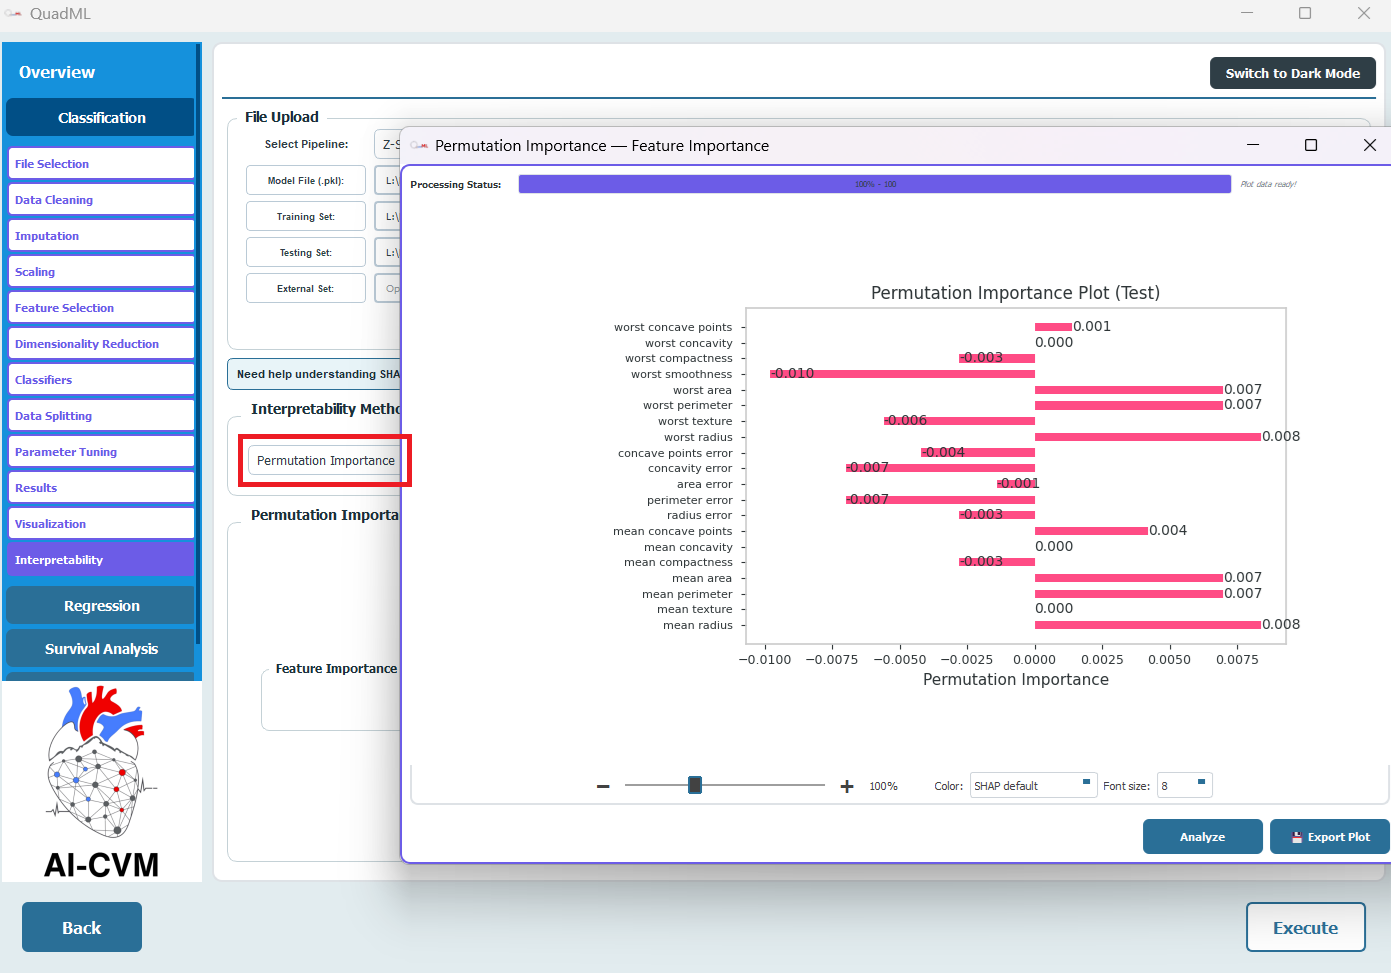 QuadML
Overview
Switch to Dark Mode
Classification
File Selection
Data Cleaning
Imputation
Scaling
Feature Selection
Dimensionality Reduction
Classifiers
Data Splitting
Parameter Tuning
Results
Visualization
Interpretability
Regression
Survival Analysis
AI-CVM
Back
File Upload
Select Pipeline:
Z-S
Model File (.pkl):
L:\
Training Set:
L:\
Testing Set:
L:\
External Set:
Op
Need help understanding SHA
Interpretability Metho
Permutation Importance
Permutation Importa
Feature Importance
Permutation Importance — Feature Importance
Processing Status:
100% - 100
Plot data ready!
Permutation Importance Plot (Test)
worst concave points 0.001
worst concavity 0.000
worst compactness -0.003
worst smoothness -0.010
worst area 0.007
worst perimeter 0.007
worst texture -0.006
worst radius 0.008
concave points error -0.004
concavity error -0.007
area error -0.001
perimeter error -0.007
radius error -0.003
mean concave points 0.004
mean concavity 0.000
mean compactness -0.003
mean area 0.007
mean perimeter 0.007
mean texture 0.000
mean radius 0.008
−0.0100 −0.0075 −0.0050 −0.0025 0.0000 0.0025 0.0050 0.0075
Permutation Importance
100%
Color:
SHAP default
Font size:
8
Analyze
Export Plot
Execute